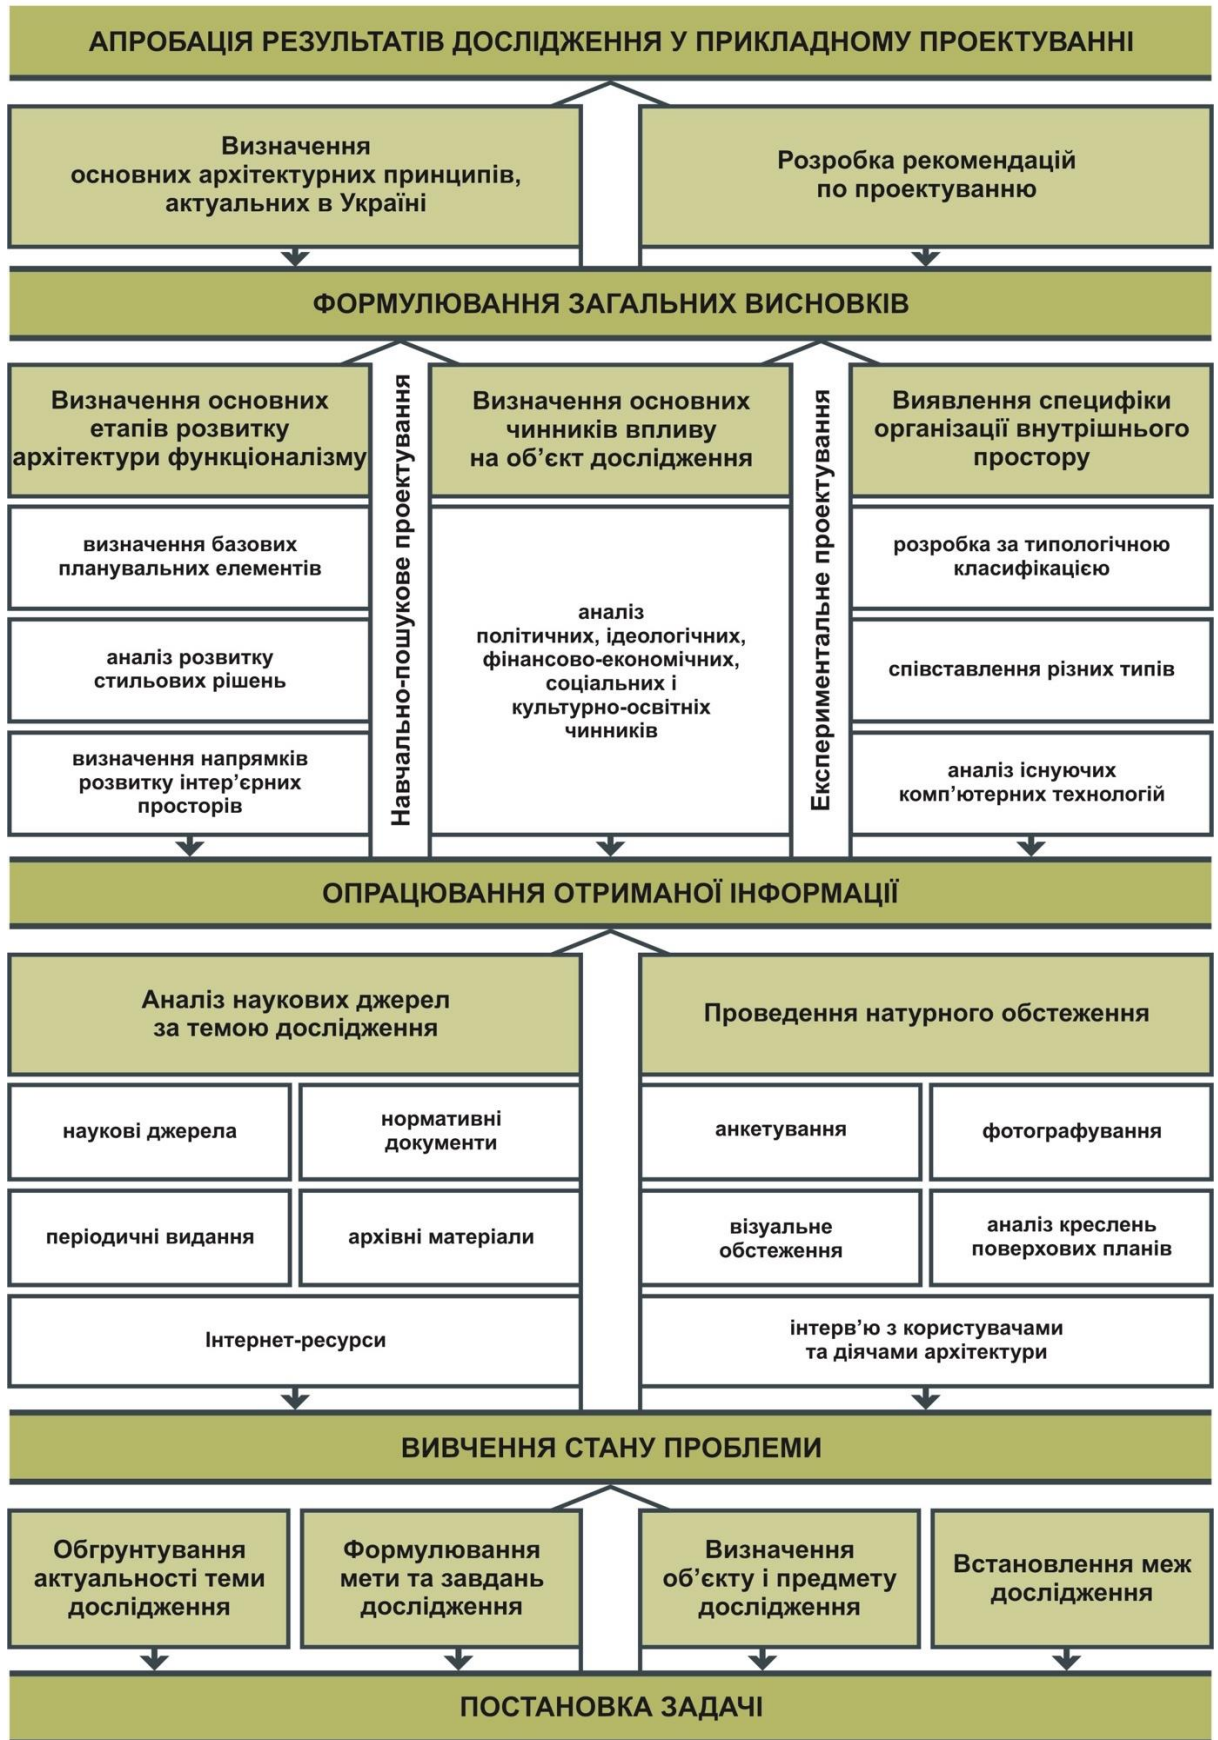 АПРОБАЦІЯ РЕЗУЛЬТАТІВ ДОСЛІДЖЕННЯ У ПРИКЛАДНОМУ ПРОЕКТУВАННІ
Визначення
основних архітектурних принципів,
актуальних в Україні
Розробка рекомендацій
по проектуванню
ФОРМУЛЮВАННЯ ЗАГАЛЬНИХ ВИСНОВКІВ
Визначення основних
етапів розвитку
архітектури функціоналізму
визначення базових
планувальних елементів
аналіз розвитку
стильових рішень
визначення напрямків
розвитку інтер’єрних
просторів
Навчально-пошукове проектування
Визначення основних
чинників впливу
на об’єкт дослідження
аналіз
політичних, ідеологічних,
фінансово-економічних,
соціальних і
культурно-освітніх
чинників
Експериментальне проектування
Виявлення специфіки
організації внутрішнього
простору
розробка за типологічною
класифікацією
співставлення різних типів
аналіз існуючих
комп’ютерних технологій
ОПРАЦЮВАННЯ ОТРИМАНОЇ ІНФОРМАЦІЇ
Аналіз наукових джерел
за темою дослідження
наукові джерела
нормативні
документи
періодичні видання
архівні матеріали
Інтернет-ресурси
Проведення натурного обстеження
анкетування
фотографування
візуальне
обстеження
аналіз креслень
поверхових планів
інтерв’ю з користувачами
та діячами архітектури
ВИВЧЕННЯ СТАНУ ПРОБЛЕМИ
Обгрунтування
актуальності теми
дослідження
Формулювання
мети та завдань
дослідження
Визначення
об’єкту і предмету
дослідження
Встановлення меж
дослідження
ПОСТАНОВКА ЗАДАЧІ